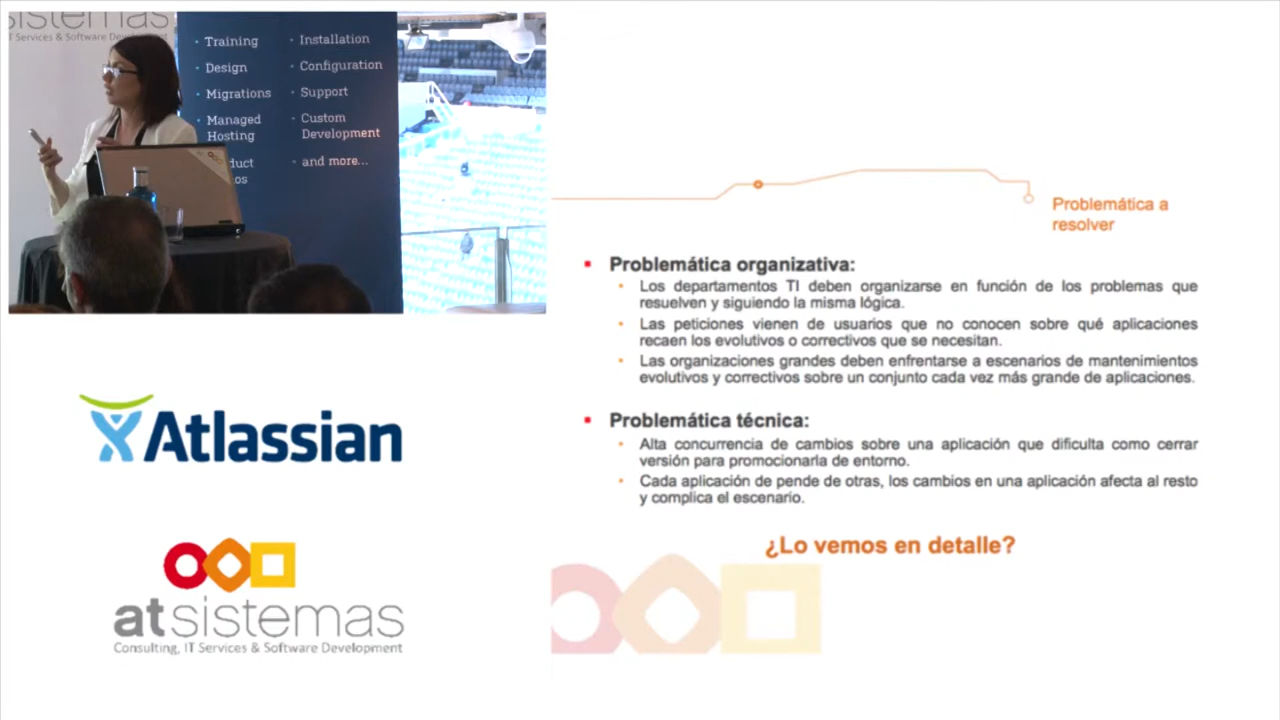 sistemas
IT Services & Software Development
Training
Design
Migrations
Managed
Hosting
Installation
Configuration
Support
Custom
Development
and more...
Atlassian
atsistemas
Consulting, IT Services & Software Development
Problemática a
resolver
Problemática organizativa:
Los departamentos TI deben organizarse en función de los problemas que
resuelven y siguiendo la misma lógica.
Las peticiones vienen de usuarios que no conocen sobre qué aplicaciones
recaen los evolutivos o correctivos que se necesitan.
Las organizaciones grandes deben enfrentarse a escenarios de mantenimientos
evolutivos y correctivos sobre un conjunto cada vez más grande de aplicaciones.
Problemática técnica:
Alta concurrencia de cambios sobre una aplicación que dificulta como cerrar
versión para promocionarla de entorno.
Cada aplicación de pende de otras, los cambios en una aplicación afecta al resto
y complica el escenario.
¿Lo vemos en detalle?